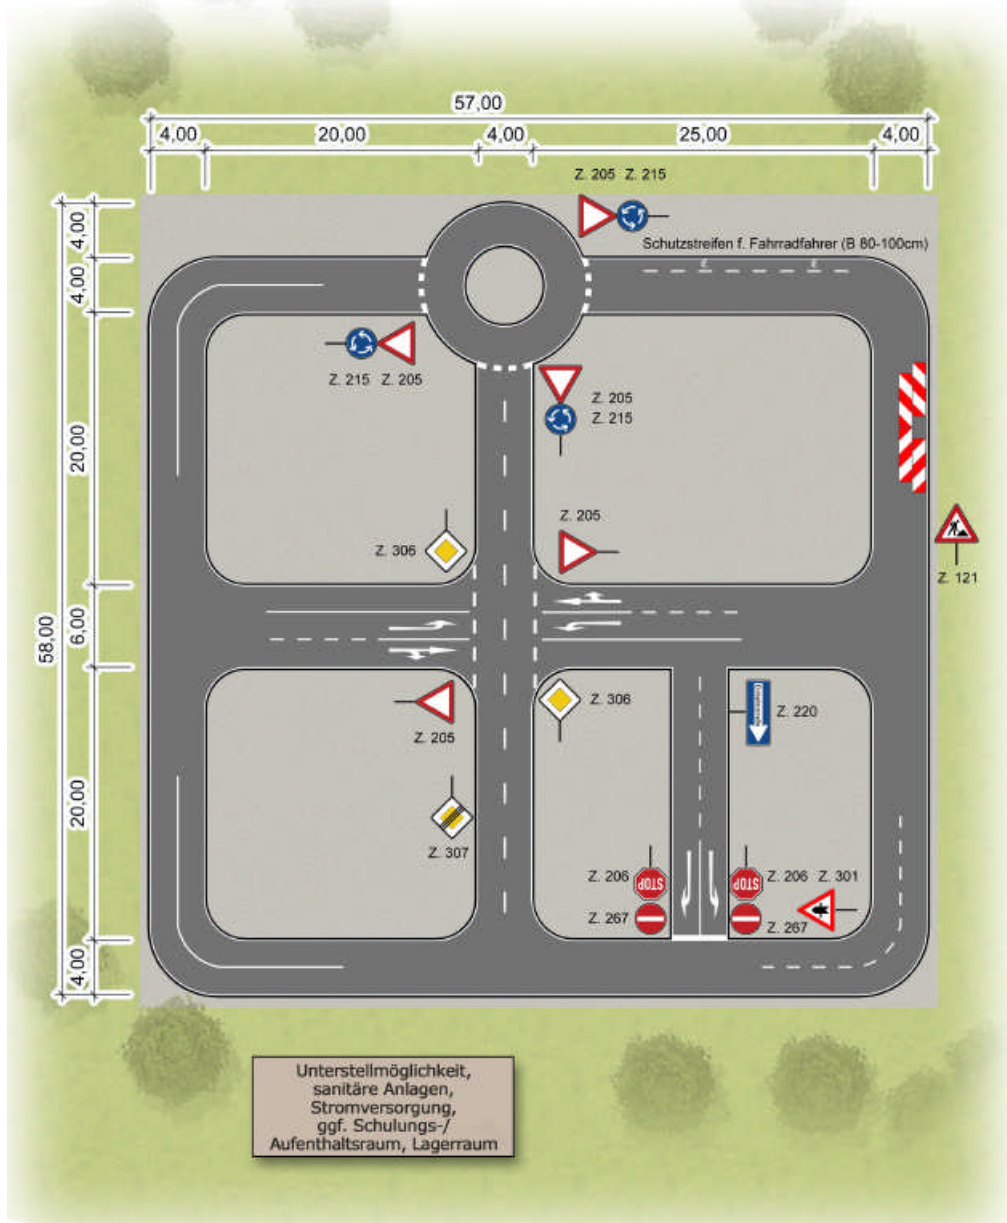 57,00
4,00 20,00 4,00 25,00 4,00
Z. 205 Z. 215
4,00
Schutzstreifen f. Fahrradfahrer (B 80-100cm)
4,00
Z. 215 Z. 205
Z. 205
Z. 215
20,00
Z. 205
Z. 306
Z. 121
58,00
6,00
Z. 306
Z. 220
Z. 205
20,00
Z. 307
Z. 206
STOP
STOP
Z. 206 Z. 301
Z. 267
Z. 267
4,00
Unterstellmöglichkeit,
sanitäre Anlagen,
Stromversorgung,
ggf. Schulungs-/
Aufenthaltsraum, Lagerraum